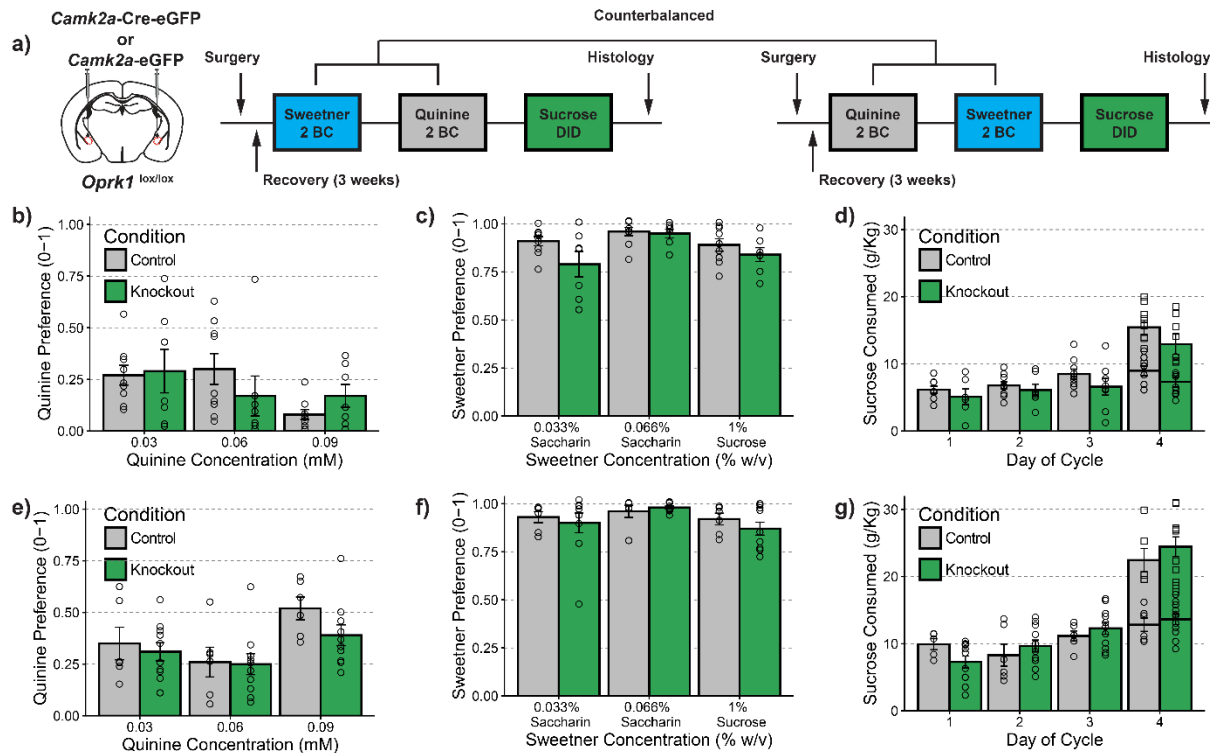 a)
Camk2a-Cre-eGFP
or
Camk2a-eGFP
Oprk1 lox/lox
Counterbalanced
Surgery
Histology
Sweetner
2 BC
Quinine
2 BC
Sucrose
DID
Recovery (3 weeks)
Surgery
Histology
Quinine
2 BC
Sweetner
2 BC
Sucrose
DID
Recovery (3 weeks)
b)
Quinine Preference (0−1)
1.00
0.75
0.50
0.25
0.00
Condition
Control
Knockout
0.03
0.06
0.09
Quinine Concentration (mM)
c)
Sweetner Preference (0−1)
1.00
0.75
0.50
0.25
0.00
0.033%
Saccharin
0.066%
Saccharin
1%
Sucrose
Sweetner Concentration (% w/v)
d)
Sucrose Consumed (g/Kg)
30
20
10
0
Condition
Control
Knockout
1
2
3
4
Day of Cycle
e)
Quinine Preference (0−1)
1.00
0.75
0.50
0.25
0.00
Condition
Control
Knockout
0.03
0.06
0.09
Quinine Concentration (mM)
f)
Sweetner Preference (0−1)
1.00
0.75
0.50
0.25
0.00
0.033%
Saccharin
0.066%
Saccharin
1%
Sucrose
Sweetner Concentration (% w/v)
g)
Sucrose Consumed (g/Kg)
30
20
10
0
Condition
Control
Knockout
1
2
3
4
Day of Cycle